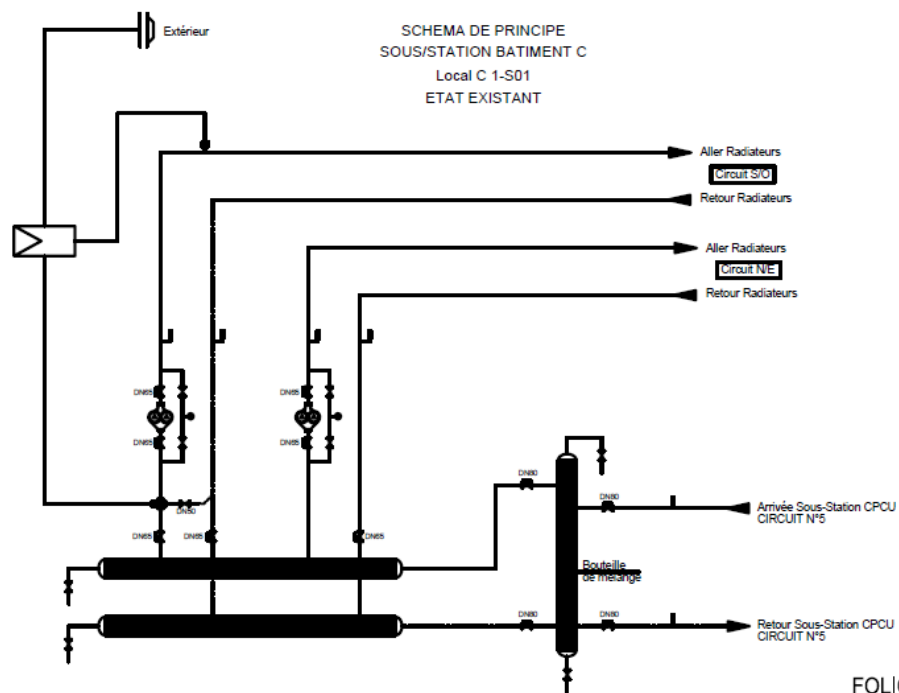 Extérieur
SCHEMA DE PRINCIPE
SOUS/STATION BATIMENT C
Local C 1-S01
ETAT EXISTANT
Aller Radiateurs
Circuit S/O
Retour Radiateurs
Aller Radiateurs
Circuit N/E
Retour Radiateurs
DN65
DN65
DN65
DN65
DN50
DN65
DN65
DN65
DN80
DN80
Arrivée Sous-Station CPCU
CIRCUIT N°5
Bouteille
de mélange
DN80
DN80
Retour Sous-Station CPCU
CIRCUIT N°5